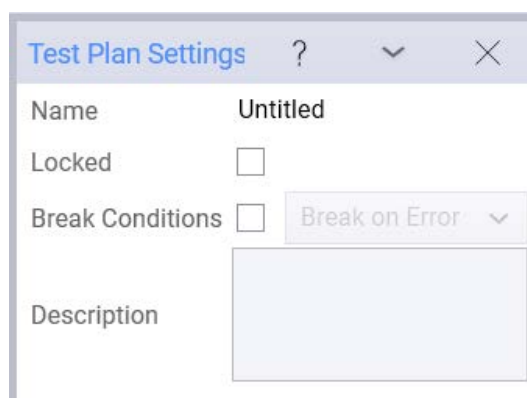 Test Plan Settings ?
Name Untitled
Locked
Break Conditions Break on Error
Description